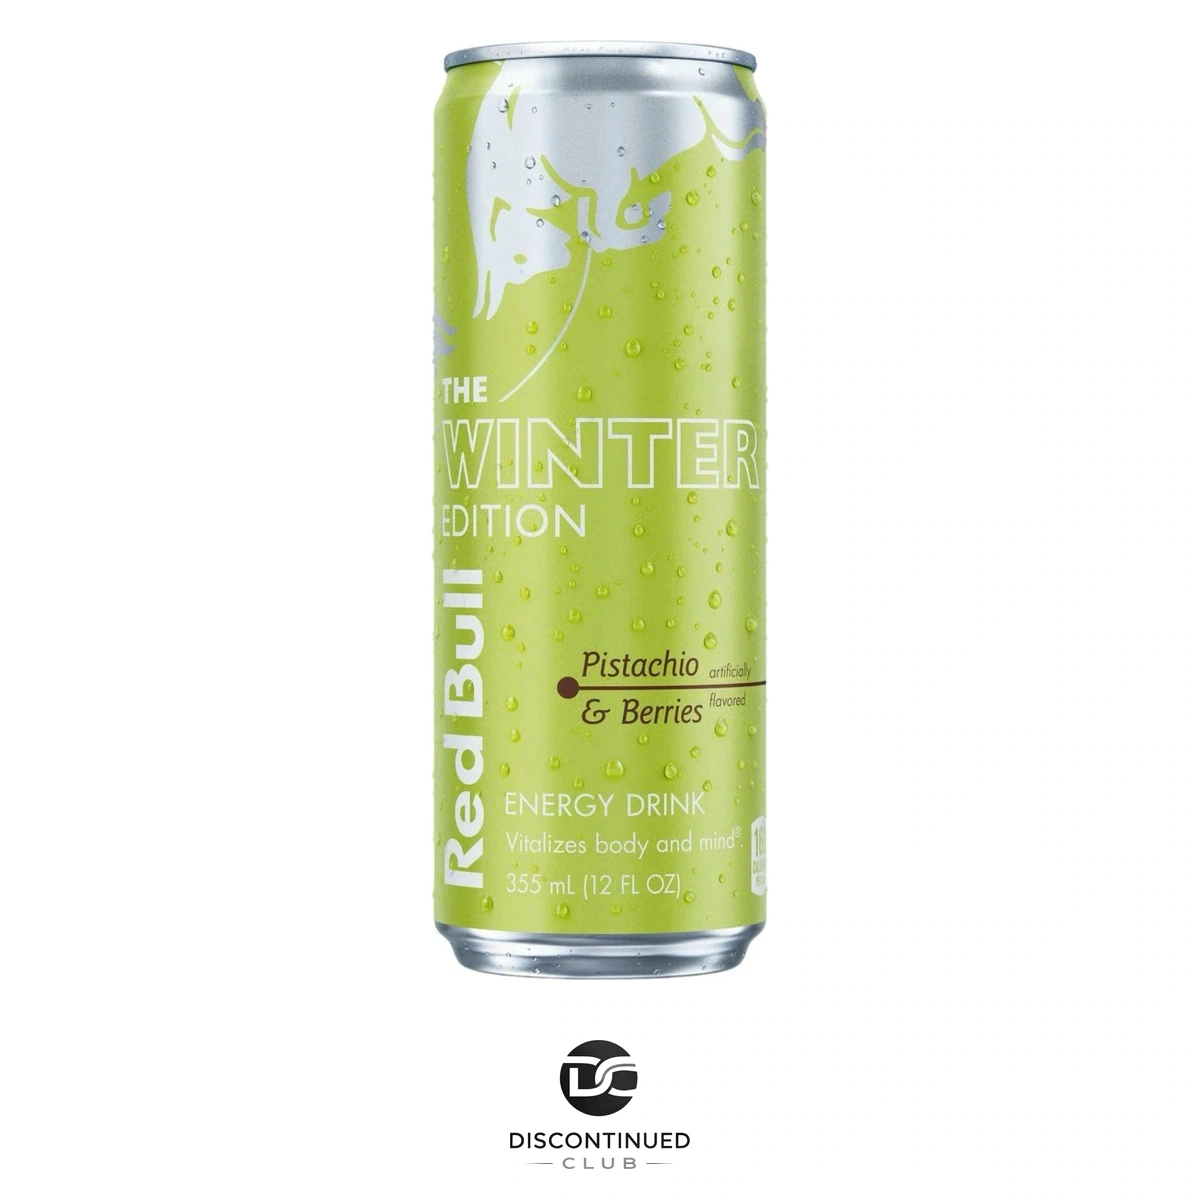 THE
WINTER
EDITION
Red Bull
Pistachio artificially
& Berries flavored
ENERGY DRINK
Vitalizes body and mind®.
355 mL (12 FL OZ)
DC
DISCONTINUED
CLUB